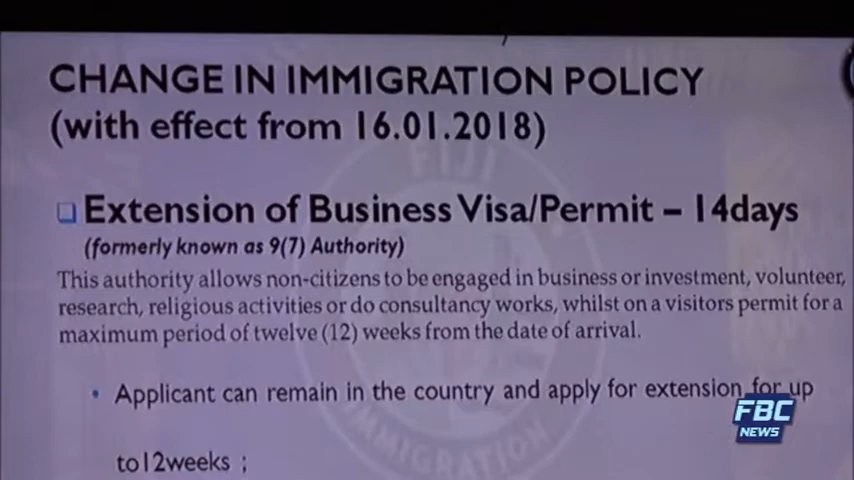 CHANGE IN IMMIGRATION POLICY
(with effect from 16.01.2018)
FIJI
Extension of Business Visa/Permit – 14days
(formerly known as 9(7) Authority)
This authority allows non-citizens to be engaged in business or investment, volunteer,
research, religious activities or do consultancy works, whilst on a visitors permit for a
maximum period of twelve (12) weeks from the date of arrival.
• Applicant can remain in the country and apply for extension for up
to12weeks ;
IMMIGRATION
FBC
NEWS